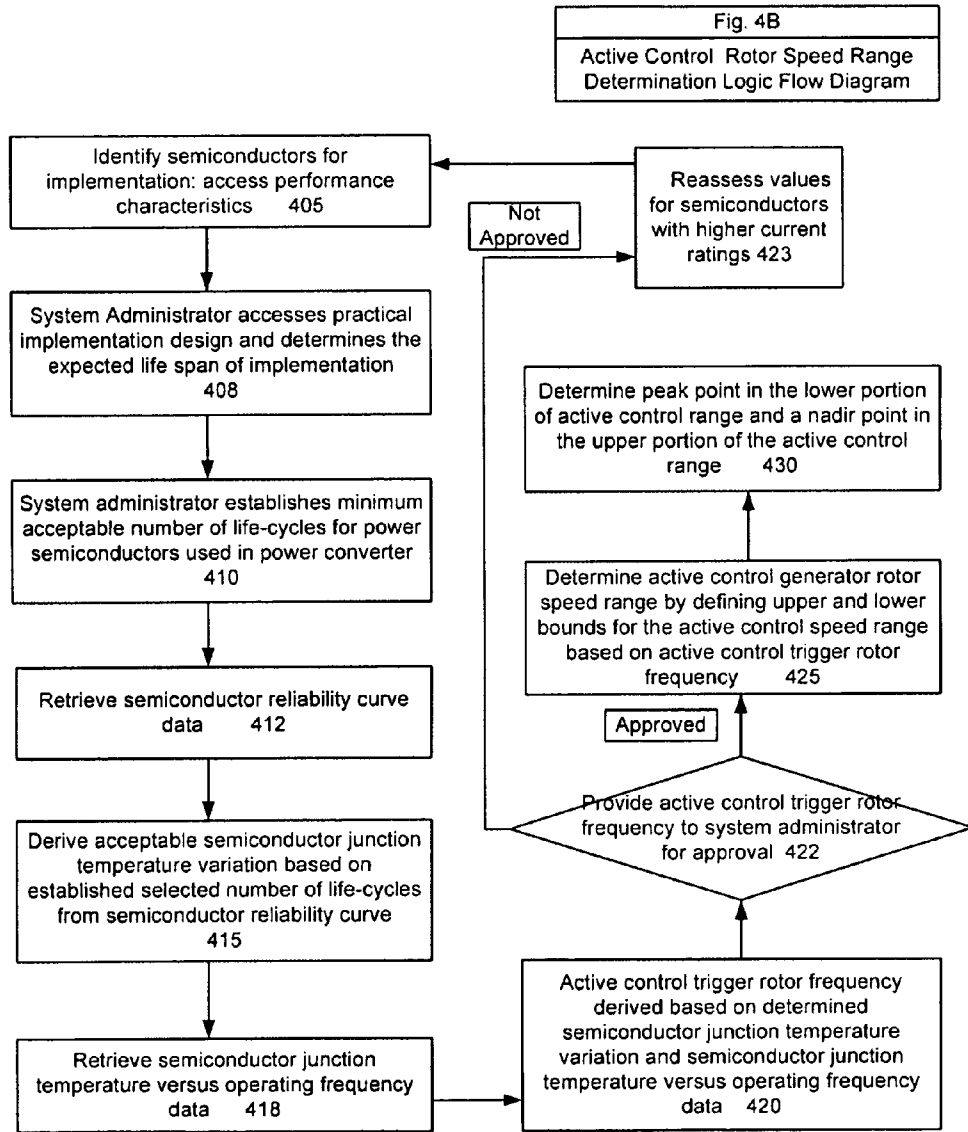 Fig. 4B
Active Control Rotor Speed Range
Determination Logic Flow Diagram
Identify semiconductors for
implementation: access performance
characteristics 405
System Administrator accesses practical
implementation design and determines the
expected life span of implementation
408
System administrator establishes minimum
acceptable number of life-cycles for power
semiconductors used in power converter
410
Retrieve semiconductor reliability curve
data 412
Derive acceptable semiconductor junction
temperature variation based on
established selected number of life-cycles
from semiconductor reliability curve
415
Retrieve semiconductor junction
temperature versus operating frequency
data 418
Active control trigger rotor frequency
derived based on determined
semiconductor junction temperature
variation and semiconductor junction
temperature versus operating frequency
data 420
Provide active control trigger rotor
frequency to system administrator
for approval 422
Approved
Determine active control generator rotor
speed range by defining upper and lower
bounds for the active control speed range
based on active control trigger rotor
frequency 425
Determine peak point in the lower portion
of active control range and a nadir point in
the upper portion of the active control
range 430
Not
Approved
Reassess values
for semiconductors
with higher current
ratings 423